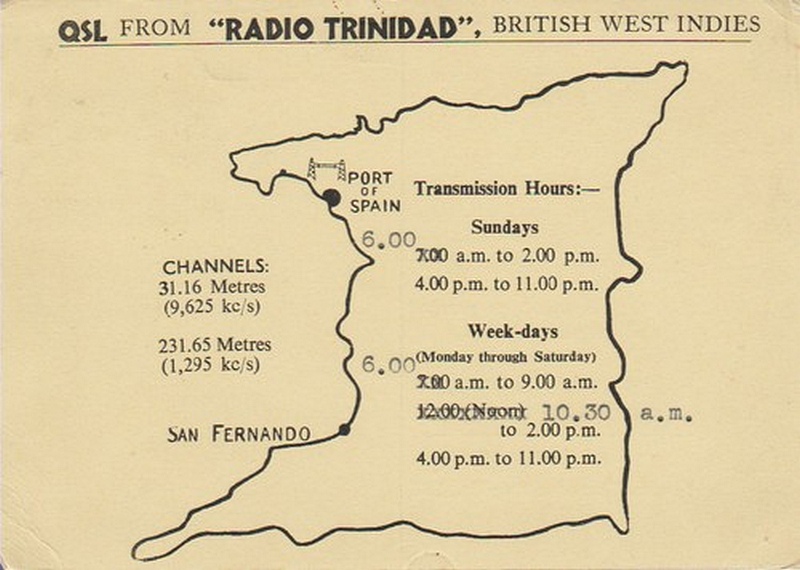 QSL FROM "RADIO TRINIDAD", BRITISH WEST INDIES
PORT
OF
SPAIN
Transmission Hours:—
Sundays
6.00
7.00 a.m. to 2.00 p.m.
4.00 p.m. to 11.00 p.m.
CHANNELS:
31.16 Metres
(9,625 kc/s)
231.65 Metres
(1,295 kc/s)
Week-days
(Monday through Saturday)
6.00
7.00 a.m. to 9.00 a.m.
12.00 (Noon) 10.30 a.m.
to 2.00 p.m.
4.00 p.m. to 11.00 p.m.
SAN FERNANDO